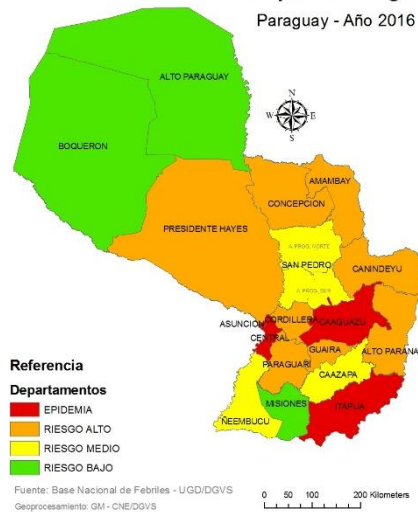 Paraguay - Año 2016
ALTO PARAGUAY
BOQUERON
N
W E
S
AMAMBAY
CONCEPCION
PRESIDENTE HAYES
SAN PEDRO
CANINDEYU
ASUNCION
CORDILLERA
CAAGUAZU
CENTRAL
PARAGUARI
GUAIRA
ALTO PARANA
CAAZAPA
MISIONES
ITAPUA
ÑEEMBUCU
Referencia
Departamentos
EPIDEMIA
RIESGO ALTO
RIESGO MEDIO
RIESGO BAJO
Fuente: Base Nacional de Febriles - UGD/DGVS
Geoprocesamiento: GM - CNE/DGVS
0 50 100 200 Kilometers